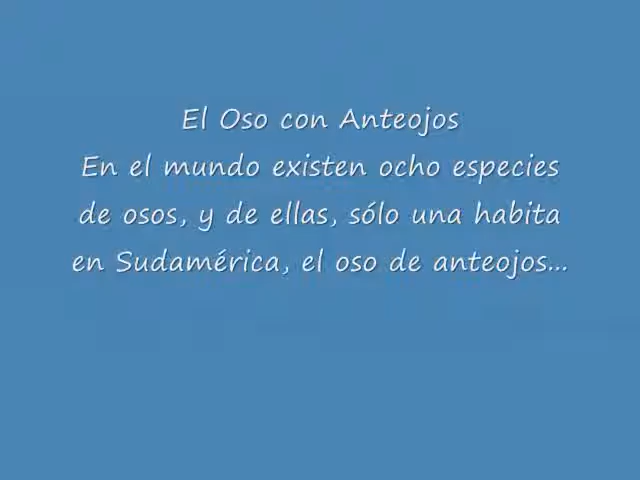 El Oso con Anteojos
En el mundo existen ocho especies
de osos, y de ellas, sólo una habita
en Sudamérica, el oso de anteojos...